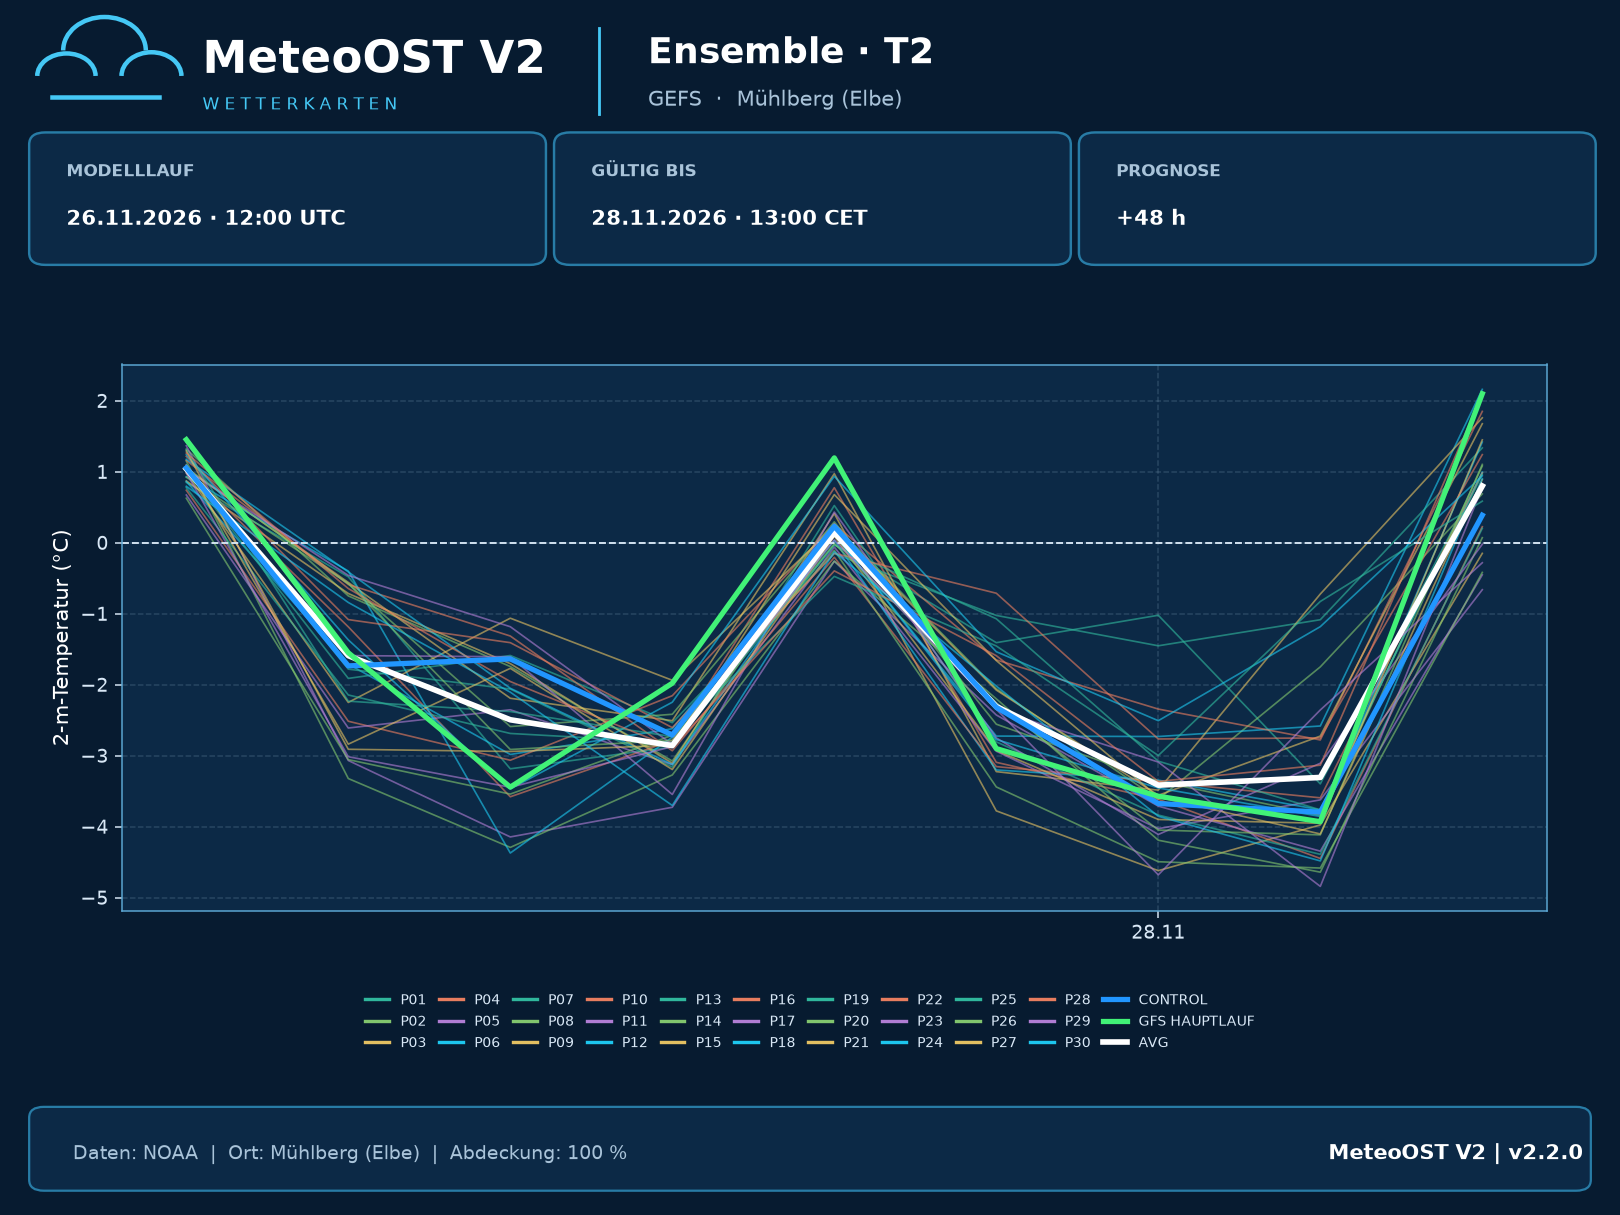 MeteoOST V2
WETTERKARTEN
Ensemble · T2
GEFS · Mühlberg (Elbe)
MODELLLAUF
26.11.2026 · 12:00 UTC
GÜLTIG BIS
28.11.2026 · 13:00 CET
PROGNOSE
+48 h
2-m-Temperatur (°C)
2
1
0
−1
−2
−3
−4
−5
28.11
P01 P04 P07 P10 P13 P16 P19 P22 P25 P28 CONTROL
P02 P05 P08 P11 P14 P17 P20 P23 P26 P29 GFS HAUPTLAUF
P03 P06 P09 P12 P15 P18 P21 P24 P27 P30 AVG
Daten: NOAA | Ort: Mühlberg (Elbe) | Abdeckung: 100 %
MeteoOST V2 | v2.2.0